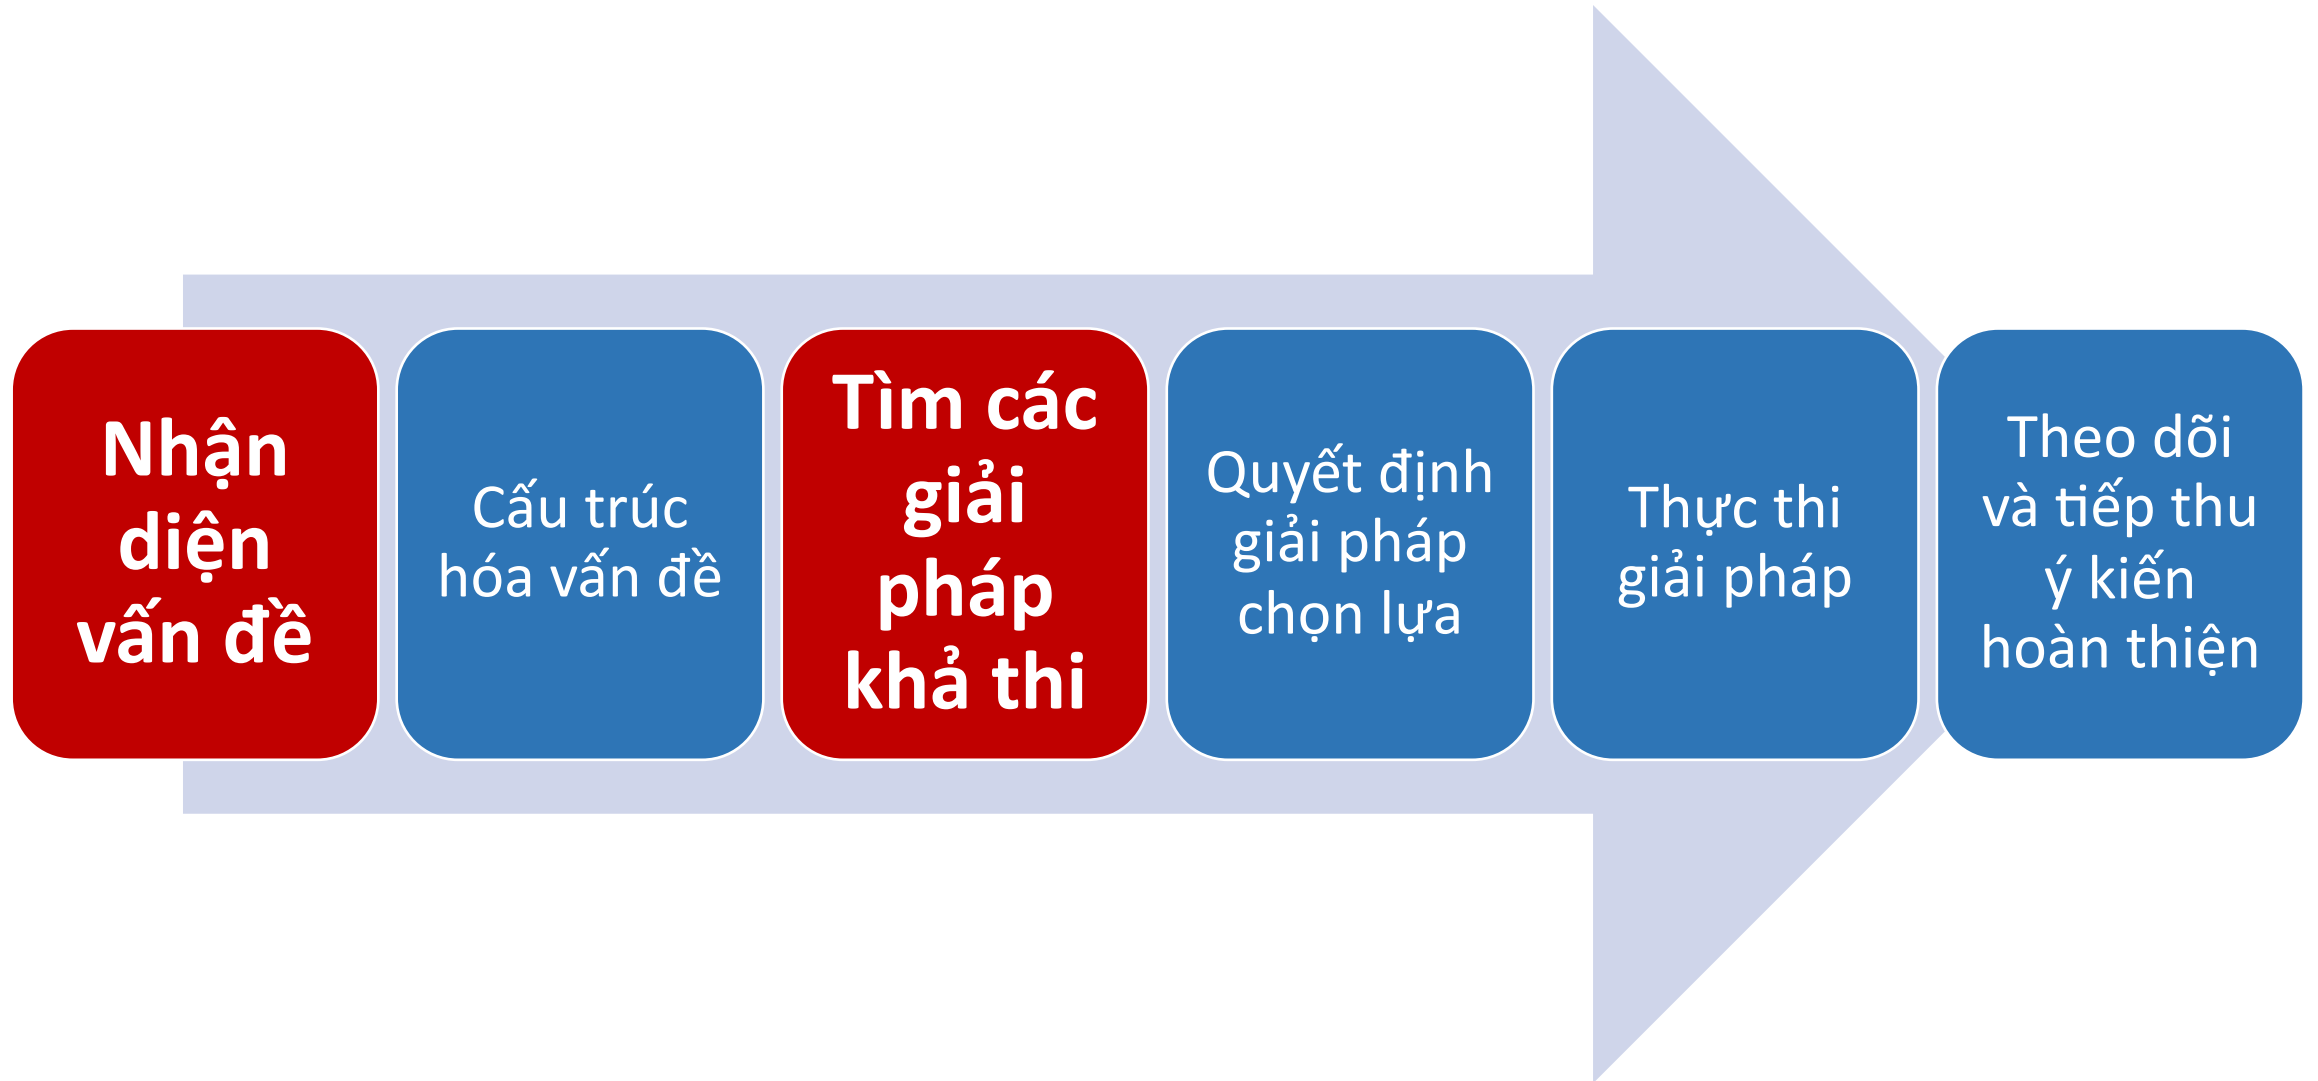 Nhận
diện
vấn đề
Cấu trúc
hóa vấn đề
Tìm các
giải
pháp
khả thi
Quyết định
giải pháp
chọn lựa
Thực thi
giải pháp
Theo dõi
và tiếp thu
ý kiến
hoàn thiện